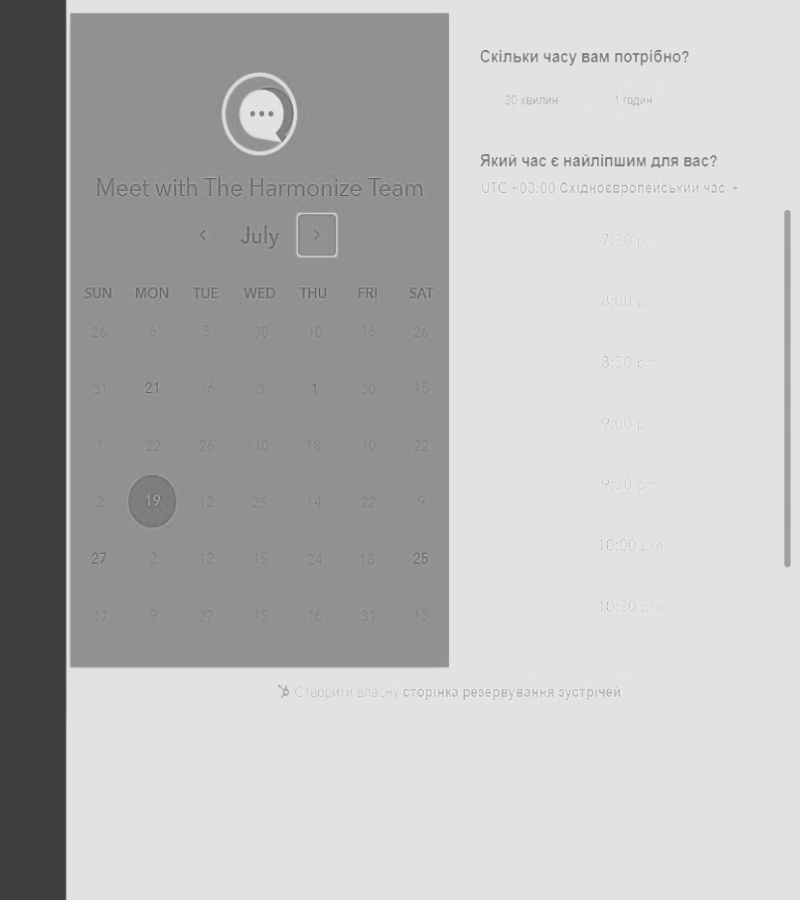 Meet with The Harmonize Team
July
SUN MON TUE WED THU FRI SAT
26 6 5 30 10 16 26
31 21 16 3 1 30 15
1 22 26 10 18 10 22
2 19 12 25 14 22 9
27 2 12 15 24 18 25
17 9 27 15 16 31 13
Скільки часу вам потрібно?
30 хвилин 1 годин
Який час є найліпшим для вас?
UTC +03:00 Східноєвропейський час
7:30 pm
8:00 pm
8:30 pm
9:00 pm
9:30 pm
10:00 pm
10:30 pm
Створити власну сторінка резервування зустрічей